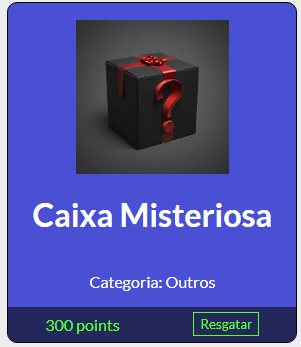 ?
Caixa Misteriosa
Categoria: Outros
300 points
Resgatar